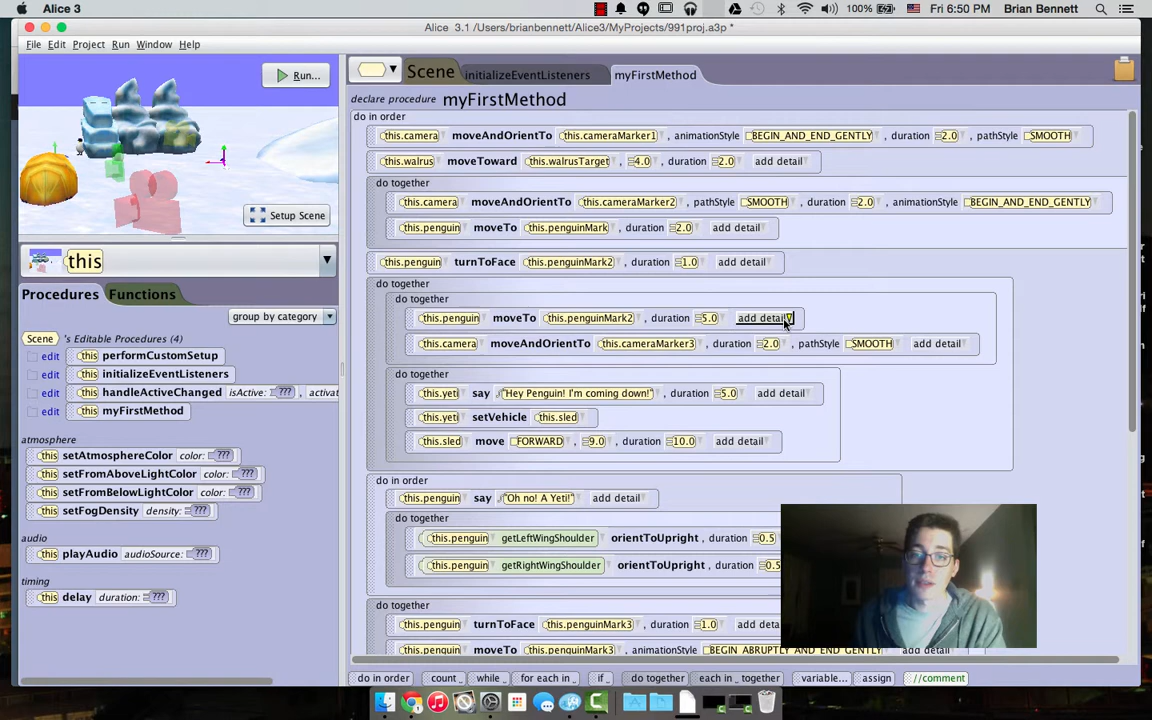 Alice 3
100%
Fri 6:50 PM
Brian Bennett
Alice 3.1 /Users/brianbennett/Alice3/MyProjects/991proj.a3p *
File Edit Project Run Window Help
Run...
Setup Scene
this
Procedures Functions
group by category
Scene 's Editable Procedures (4)
edit this performCustomSetup
edit this initializeEventListeners
edit this handleActiveChanged isActive: ??? , activat
edit this myFirstMethod
atmosphere
this setAtmosphereColor color: ???
this setFromAboveLightColor color: ???
this setFromBelowLightColor color: ???
this setFogDensity density: ???
audio
this playAudio audioSource: ???
timing
this delay duration: ???
Scene initializeEventListeners myFirstMethod
declare procedure myFirstMethod
do in order
this.camera moveAndOrientTo this.cameraMarker1 , animationStyle BEGIN_AND_END_GENTLY , duration 2.0 , pathStyle SMOOTH
this.walrus moveToward this.walrusTarget , 4.0 , duration 2.0 add detail
do together
this.camera moveAndOrientTo this.cameraMarker2 , pathStyle SMOOTH , duration 2.0 , animationStyle BEGIN_AND_END_GENTLY
this.penguin moveTo this.penguinMark , duration 2.0 add detail
this.penguin turnToFace this.penguinMark2 , duration 1.0 add detail
do together
do together
this.penguin moveTo this.penguinMark2 , duration 5.0 add detail
this.camera moveAndOrientTo this.cameraMarker3 , duration 2.0 , pathStyle SMOOTH add detail
do together
this.yeti say "Hey Penguin! I'm coming down!" , duration 5.0 add detail
this.yeti setVehicle this.sled
this.sled move FORWARD , 9.0 , duration 10.0 add detail
do in order
this.penguin say "Oh no! A Yeti!" add detail
do together
this.penguin getLeftWingShoulder orientToUpright , duration 0.5
this.penguin getRightWingShoulder orientToUpright , duration 0.5
do together
this.penguin turnToFace this.penguinMark3 , duration 1.0 add deta
this.penguin moveTo this.penguinMark3 , animationStyle BEGIN_ABRUPTLY_AND_END_GENTLY add detail
do in order count _ while _ for each in _ if _ do together each in _ together variable... assign //comment